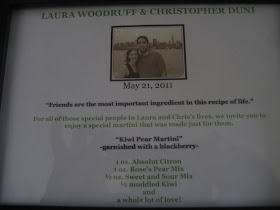 LAURA WOODRUFF & CHRISTOPHER DUNI
May 21, 2011
"Friends are the most important ingredient in this recipe of life."
For all of those special people in Laura and Chris's lives, we invite you to
enjoy a special martini that was made just for them.
"Kiwi Pear Martini"
-garnished with a blackberry-
1 oz. Absolut Citron
1 oz. Rose's Pear Mix
½ oz. Sweet and Sour Mix
½ muddled Kiwi
and
a whole lot of love!